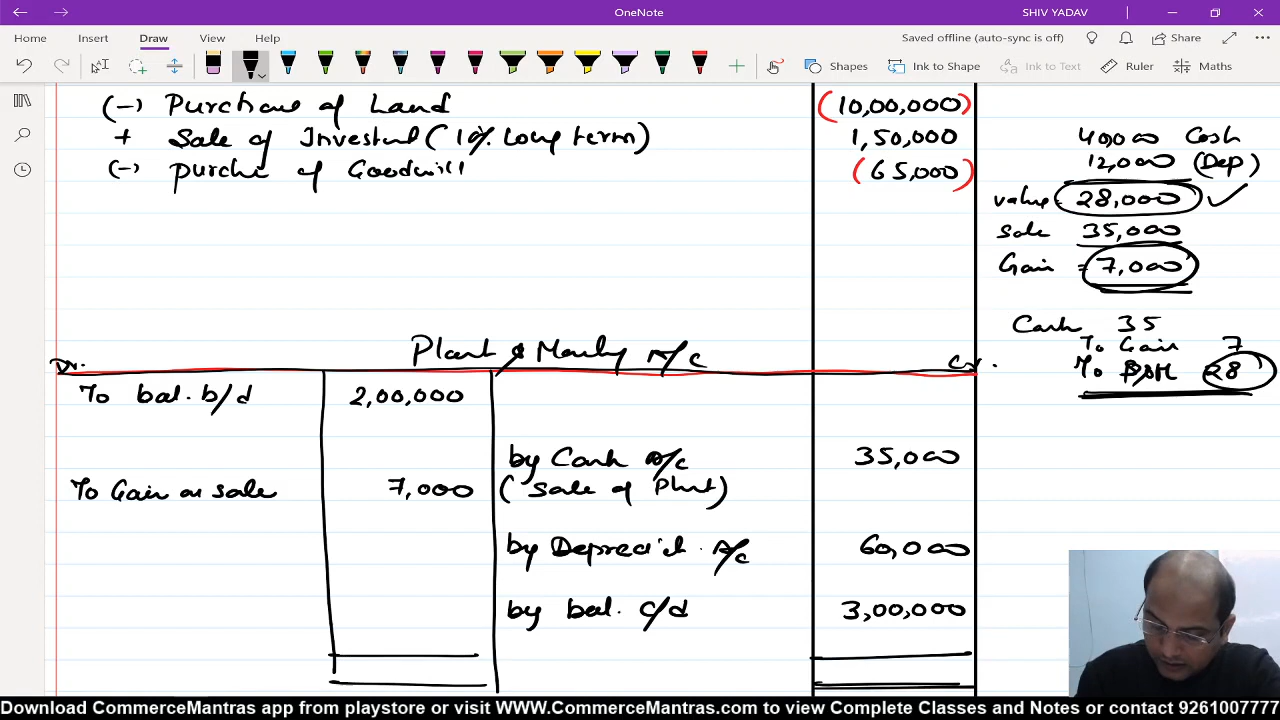 OneNote
SHIV YADAV
Home Insert Draw View Help
Saved offline (auto-sync is off)
Share
Shapes
Ink to Shape
Ink to Text
Ruler
Maths
(-) Purchase of Land (10,00,000)
+ Sale of Investment (10% Long term) 1,50,000
(-) purchase of Goodwill (65,000)
40,000 Cash
12,000 (Dep)
value = 28,000
sale 35,000
Gain = 7,000
Cash 35
To Gain 7
To P&M 28
Plant & Machy A/c
Dr. Cr.
To bal. b/d 2,00,000
by Cash A/c 35,000
(Sale of Plant)
To Gain on sale 7,000
by Depreciat. A/c 60,000
by bal. c/d 3,00,000
Download CommerceMantras app from playstore or visit WWW.CommerceMantras.com to view Complete Classes and Notes or contact 9261007777